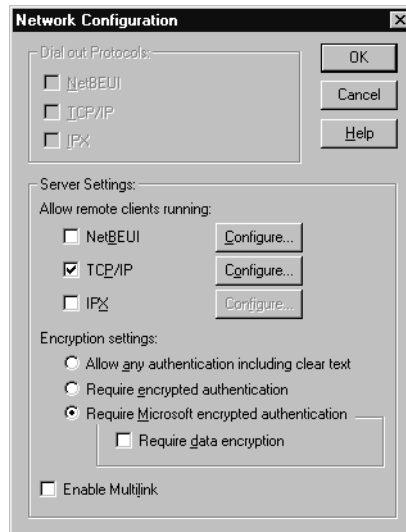 Network Configuration
Dial out Protocols:
NetBEUI
TCP/IP
IPX
OK
Cancel
Help
Server Settings:
Allow remote clients running:
NetBEUI Configure...
TCP/IP Configure...
IPX Configure...
Encryption settings:
Allow any authentication including clear text
Require encrypted authentication
Require Microsoft encrypted authentication
Require data encryption
Enable Multilink